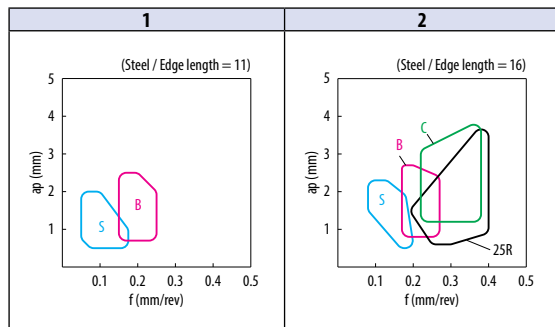 1
2
(Steel / Edge length = 11)
5
4
3
2
1
ap (mm)
S
B
0.1
0.2
0.3
0.4
0.5
f (mm/rev)
(Steel / Edge length = 16)
5
4
3
2
1
ap (mm)
C
B
S
25R
0.1
0.2
0.3
0.4
0.5
f (mm/rev)